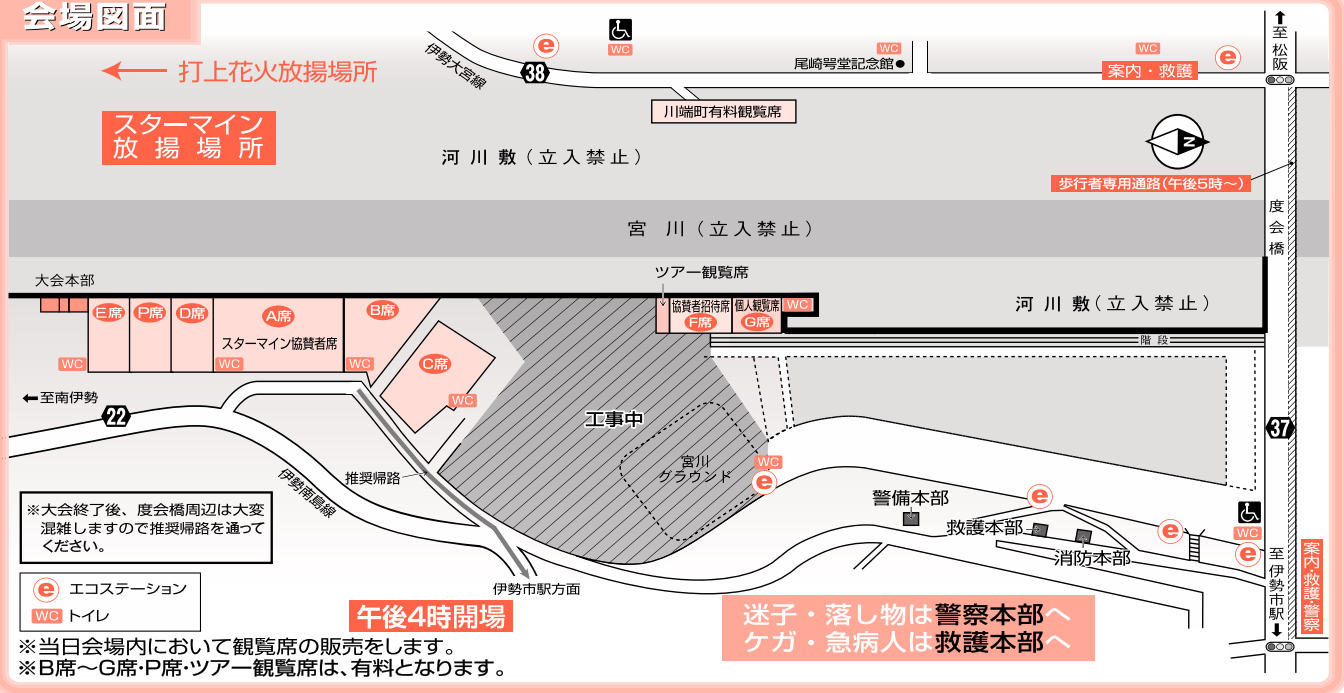 会場図面
打上花火放揚場所
スターマイン
放揚場所
伊勢大宮線
38
e
WC
尾崎咢堂記念館
WC
WC
e
案内・救護
至松阪
川端町有料観覧席
河川敷（立入禁止）
N
歩行者専用通路（午後5時〜）
度会橋
宮川（立入禁止）
大会本部
ツアー観覧席
河川敷（立入禁止）
E席
P席
D席
A席
スターマイン協賛者席
B席
C席
協賛者招待席
F席
個人観覧席
G席
WC
WC
WC
WC
WC
階段
至南伊勢
22
工事中
宮川
グラウンド
WC
e
37
推奨帰路
伊勢南島線
※大会終了後、度会橋周辺は大変
混雑しますので推奨帰路を通って
ください。
警備本部
e
救護本部
消防本部
e
WC
e
至伊勢市駅
案内・救護・警察
e エコステーション
WC トイレ
伊勢市駅方面
午後4時開場
迷子・落し物は警察本部へ
ケガ・急病人は救護本部へ
※当日会場内において観覧席の販売をします。
※B席〜G席・P席・ツアー観覧席は、有料となります。